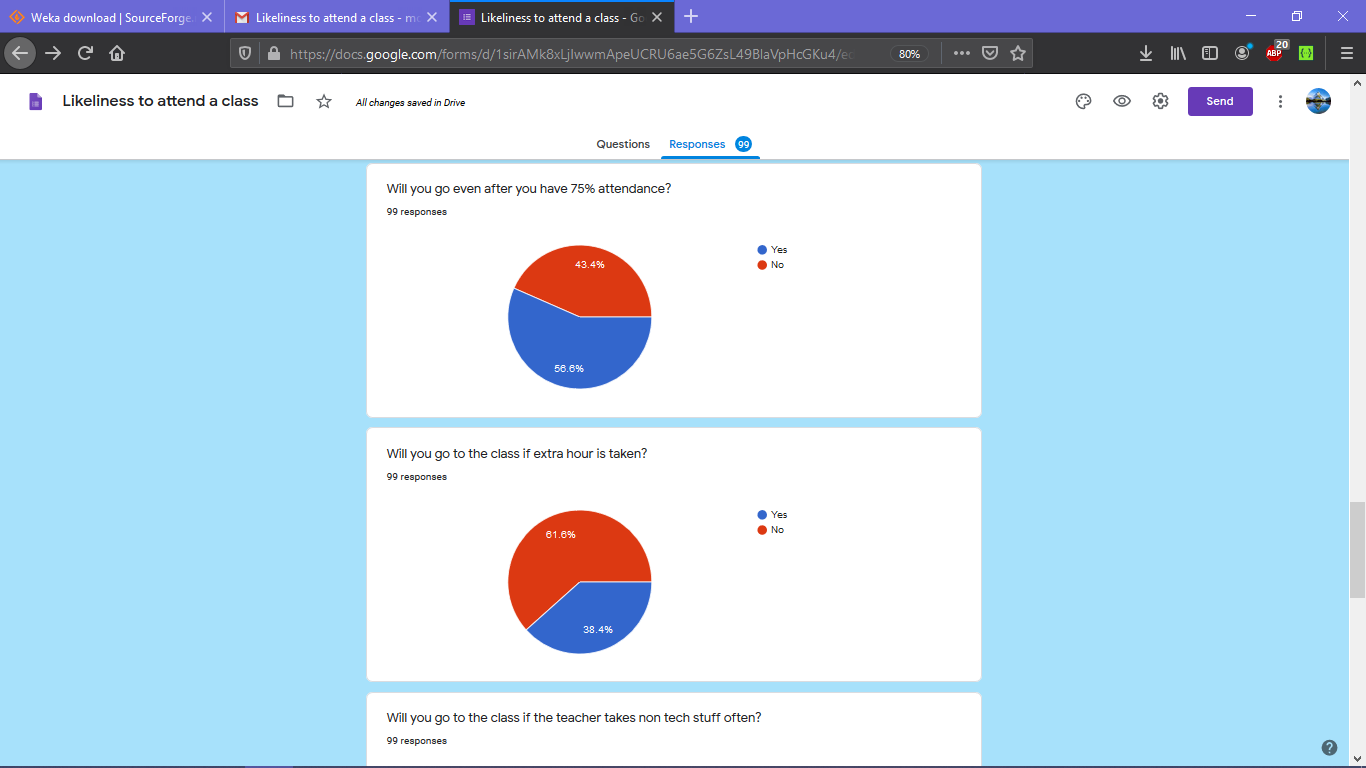 Weka download | SourceForge.
Likeliness to attend a class - mo
Likeliness to attend a class - Go
https://docs.google.com/forms/d/1sirAMk8xLjIwwmApeUCRU6ae5G6ZsL49BlaVpHcGKu4/ed
80%
ABP
20
Likeliness to attend a class
All changes saved in Drive
Send
Questions
Responses
99
Will you go even after you have 75% attendance?
99 responses
43.4%
56.6%
Yes
No
Will you go to the class if extra hour is taken?
99 responses
61.6%
38.4%
Yes
No
Will you go to the class if the teacher takes non tech stuff often?
99 responses